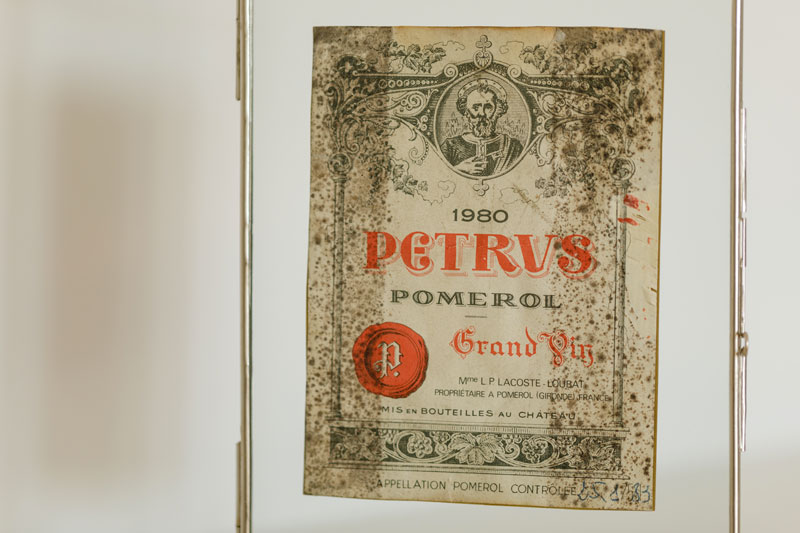 1980
PETRVS
POMEROL
Grand Vin
P.
Mme L P LACOSTE-LOUBAT
PROPRIÉTAIRE A POMEROL (GIRONDE) FRANCE
MIS EN BOUTEILLES AU CHÂTEAU
APPELLATION POMEROL CONTROLÉE